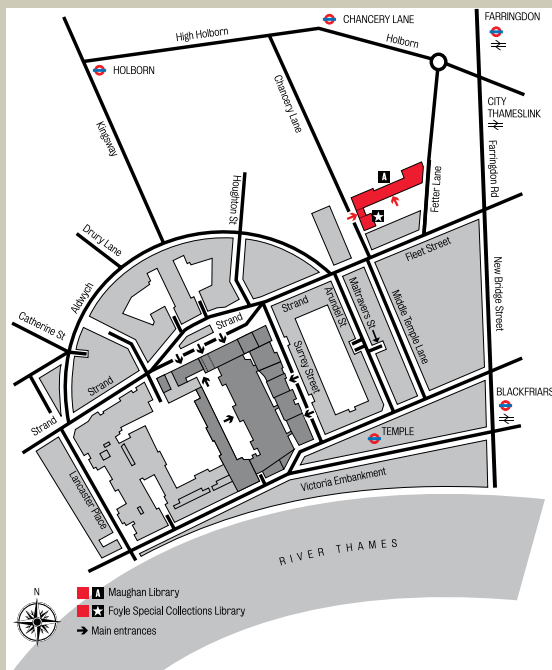 CHANCERY LANE
FARRINGDON
High Holborn
Holborn
HOLBORN
CITY
THAMESLINK
Kingsway
Chancery Lane
Farringdon Rd
Fetter Lane
A
Houghton St
Drury Lane
Aldwych
Fleet Street
Catherine St
Strand
Arundel St
Maltravers St
Middle Temple Lane
New Bridge Street
Strand
Surrey Street
Strand
Strand
BLACKFRIARS
TEMPLE
Lancaster Place
Victoria Embankment
RIVER THAMES
N
A Maughan Library
Foyle Special Collections Library
Main entrances